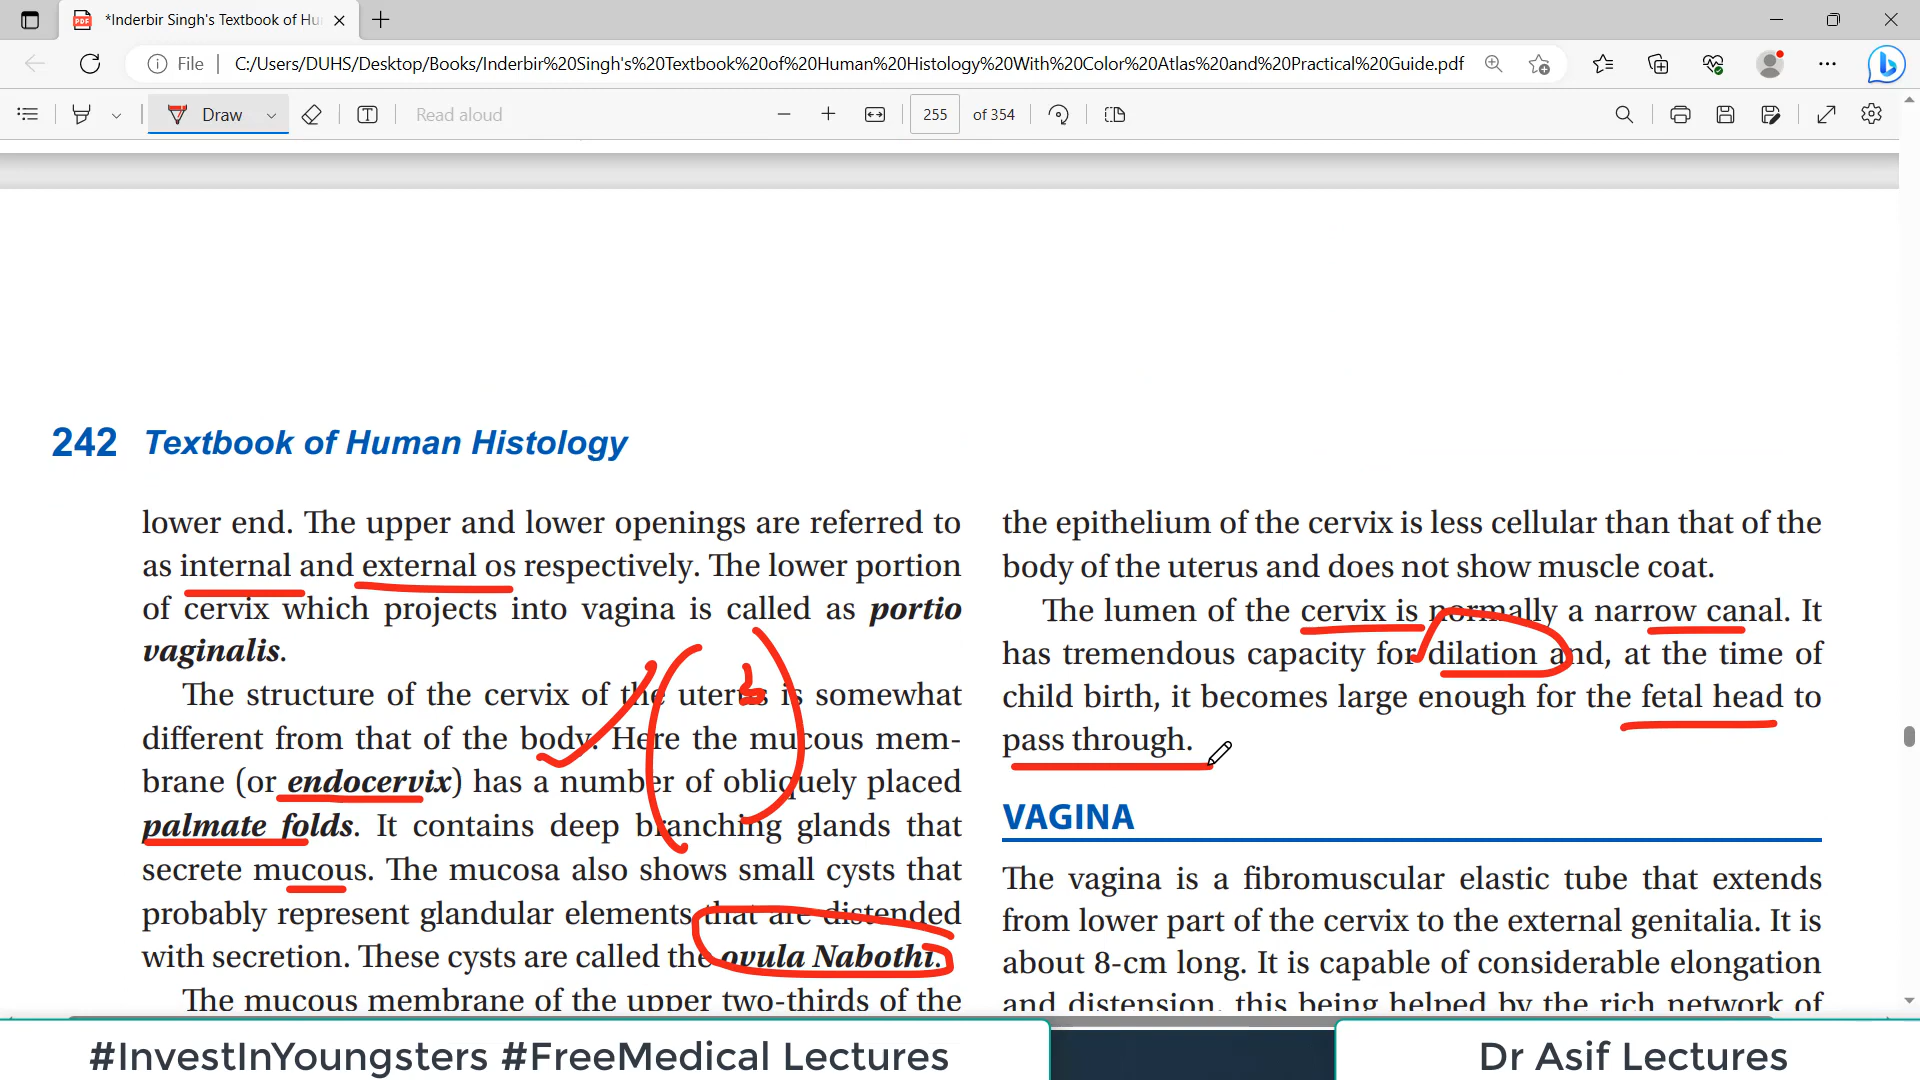 *Inderbir Singh's Textbook of Hu
File
C:/Users/DUHS/Desktop/Books/Inderbir%20Singh's%20Textbook%20of%20Human%20Histology%20With%20Color%20Atlas%20and%20Practical%20Guide.pdf
Draw
Read aloud
255 of 354
242 Textbook of Human Histology
lower end. The upper and lower openings are referred to
as internal and external os respectively. The lower portion
of cervix which projects into vagina is called as portio
vaginalis.
The structure of the cervix of the uterus is somewhat
different from that of the body. Here the mucous mem-
brane (or endocervix) has a number of obliquely placed
palmate folds. It contains deep branching glands that
secrete mucous. The mucosa also shows small cysts that
probably represent glandular elements that are distended
with secretion. These cysts are called the ovula Nabothi.
The mucous membrane of the upper two-thirds of the
the epithelium of the cervix is less cellular than that of the
body of the uterus and does not show muscle coat.
The lumen of the cervix is normally a narrow canal. It
has tremendous capacity for dilation and, at the time of
child birth, it becomes large enough for the fetal head to
pass through.
VAGINA
The vagina is a fibromuscular elastic tube that extends
from lower part of the cervix to the external genitalia. It is
about 8-cm long. It is capable of considerable elongation
and distension, this being helped by the rich network of
#InvestInYoungsters #FreeMedical Lectures
Dr Asif Lectures